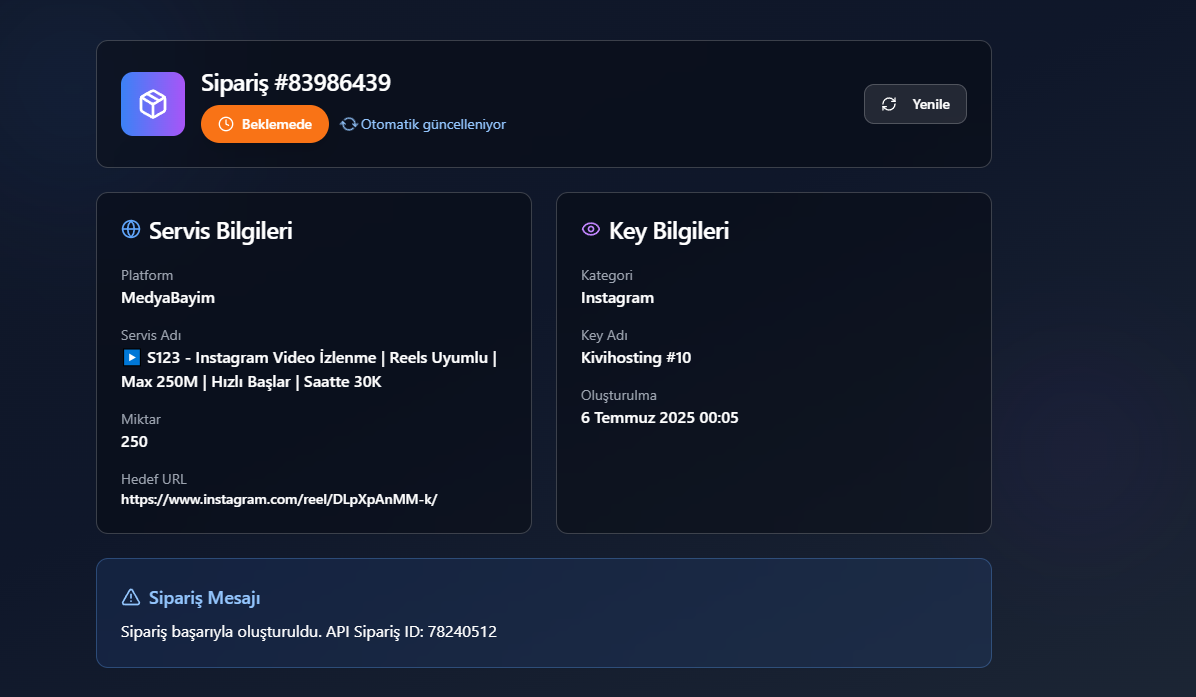 Sipariş #83986439
Beklemede
Otomatik güncelleniyor
Yenile
Servis Bilgileri
Platform
MedyaBayim
Servis Adı
S123 - Instagram Video İzlenme | Reels Uyumlu |
Max 250M | Hızlı Başlar | Saatte 30K
Miktar
250
Hedef URL
https://www.instagram.com/reel/DLpXpAnMM-k/
Key Bilgileri
Kategori
Instagram
Key Adı
Kivihosting #10
Oluşturulma
6 Temmuz 2025 00:05
Sipariş Mesajı
Sipariş başarıyla oluşturuldu. API Sipariş ID: 78240512